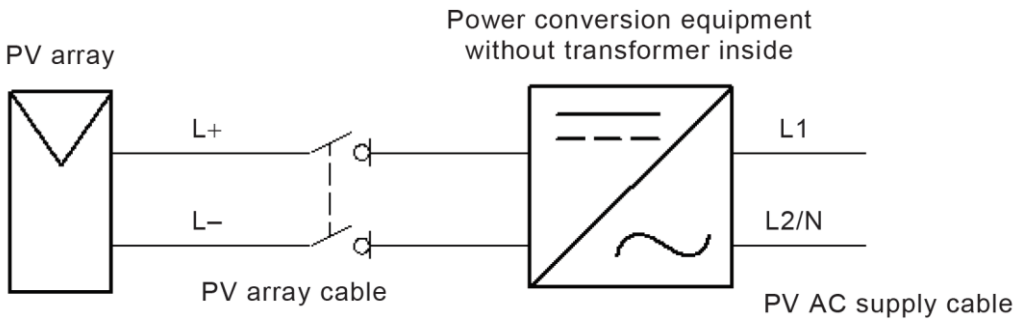 Power conversion equipment
without transformer inside
PV array
L+
L1
L–
L2/N
PV array cable
PV AC supply cable